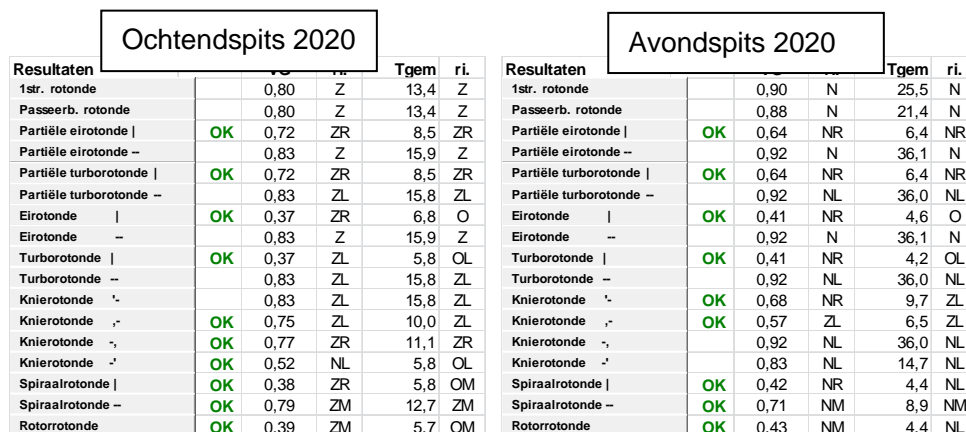 Ochtendspits 2020
Resultaten Tgem ri.
1str. rotonde 0,80 Z 13,4 Z
Passeerb. rotonde 0,80 Z 13,4 Z
Partiële eirotonde | OK 0,72 ZR 8,5 ZR
Partiële eirotonde -- 0,83 Z 15,9 Z
Partiële turborotonde | OK 0,72 ZR 8,5 ZR
Partiële turborotonde -- 0,83 ZL 15,8 ZL
Eirotonde | OK 0,37 ZR 6,8 O
Eirotonde -- 0,83 Z 15,9 Z
Turborotonde | OK 0,37 ZL 5,8 OL
Turborotonde -- 0,83 ZL 15,8 ZL
Knierotonde '- 0,83 ZL 15,8 ZL
Knierotonde ,- OK 0,75 ZL 10,0 ZL
Knierotonde -, OK 0,77 ZR 11,1 ZR
Knierotonde -' OK 0,52 NL 5,8 OL
Spiraalrotonde | OK 0,38 ZR 5,8 OM
Spiraalrotonde -- OK 0,79 ZM 12,7 ZM
Rotorrotonde OK 0,39 ZM 5,7 OM
Avondspits 2020
Resultaten Tgem ri.
1str. rotonde 0,90 N 25,5 N
Passeerb. rotonde 0,88 N 21,4 N
Partiële eirotonde | OK 0,64 NR 6,4 NR
Partiële eirotonde -- 0,92 N 36,1 N
Partiële turborotonde | OK 0,64 NR 6,4 NR
Partiële turborotonde -- 0,92 NL 36,0 NL
Eirotonde | OK 0,41 NR 4,6 O
Eirotonde -- 0,92 N 36,1 N
Turborotonde | OK 0,41 NR 4,2 OL
Turborotonde -- 0,92 NL 36,0 NL
Knierotonde '- OK 0,68 NR 9,7 ZL
Knierotonde ,- OK 0,57 ZL 6,5 ZL
Knierotonde -, 0,92 NL 36,0 NL
Knierotonde -' 0,83 NL 14,7 NL
Spiraalrotonde | OK 0,42 NR 4,4 NL
Spiraalrotonde -- OK 0,71 NM 8,9 NM
Rotorrotonde OK 0,43 NM 4,4 NL